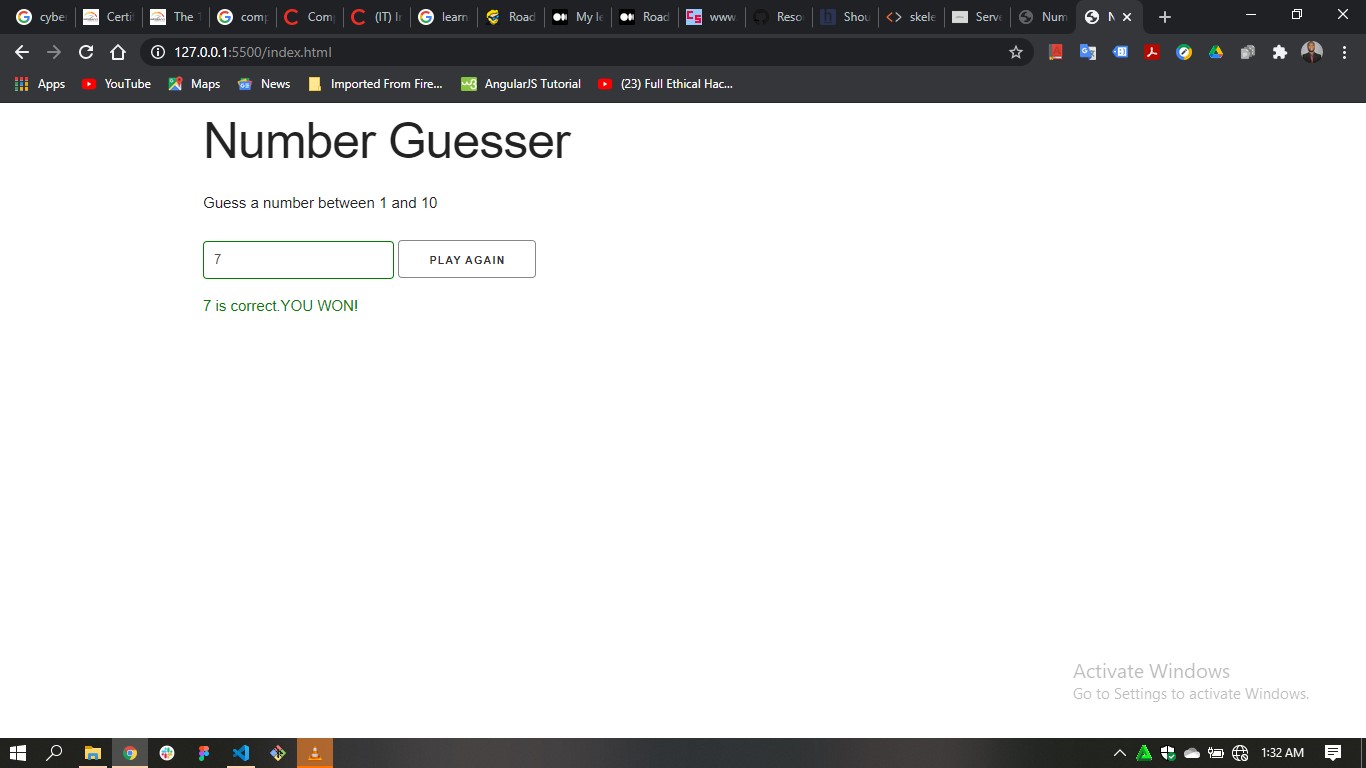 cybe
Certi
The
com
Com
(IT) I
learn
Road
My le
Road
www
Reso
Shou
skele
Serve
Num
127.0.0.1:5500/index.html
Apps
YouTube
Maps
News
Imported From Fire...
AngularJS Tutorial
(23) Full Ethical Hac...
Number Guesser
Guess a number between 1 and 10
7 PLAY AGAIN
7 is correct.YOU WON!
Activate Windows
Go to Settings to activate Windows.
1:32 AM